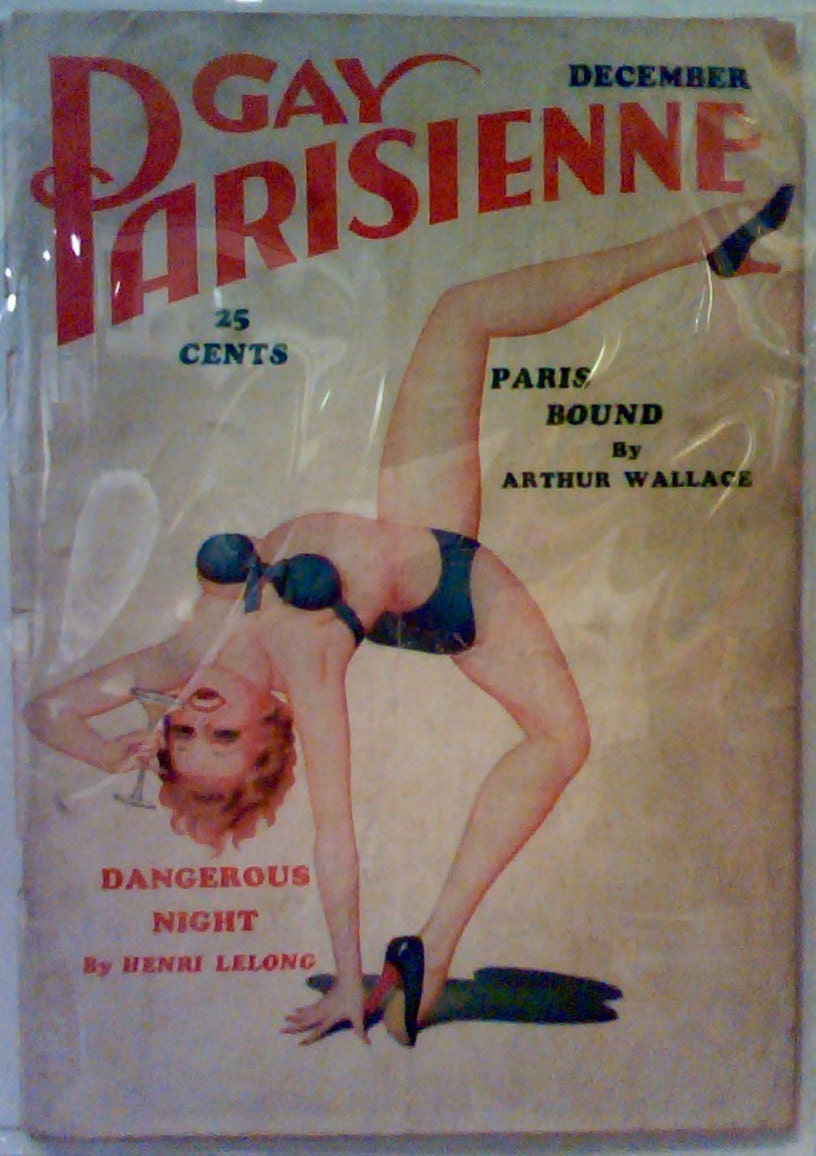 GAY
PARISIENNE
DECEMBER
25
CENTS
PARIS
BOUND
By
ARTHUR WALLACE
DANGEROUS
NIGHT
By HENRI LELONG